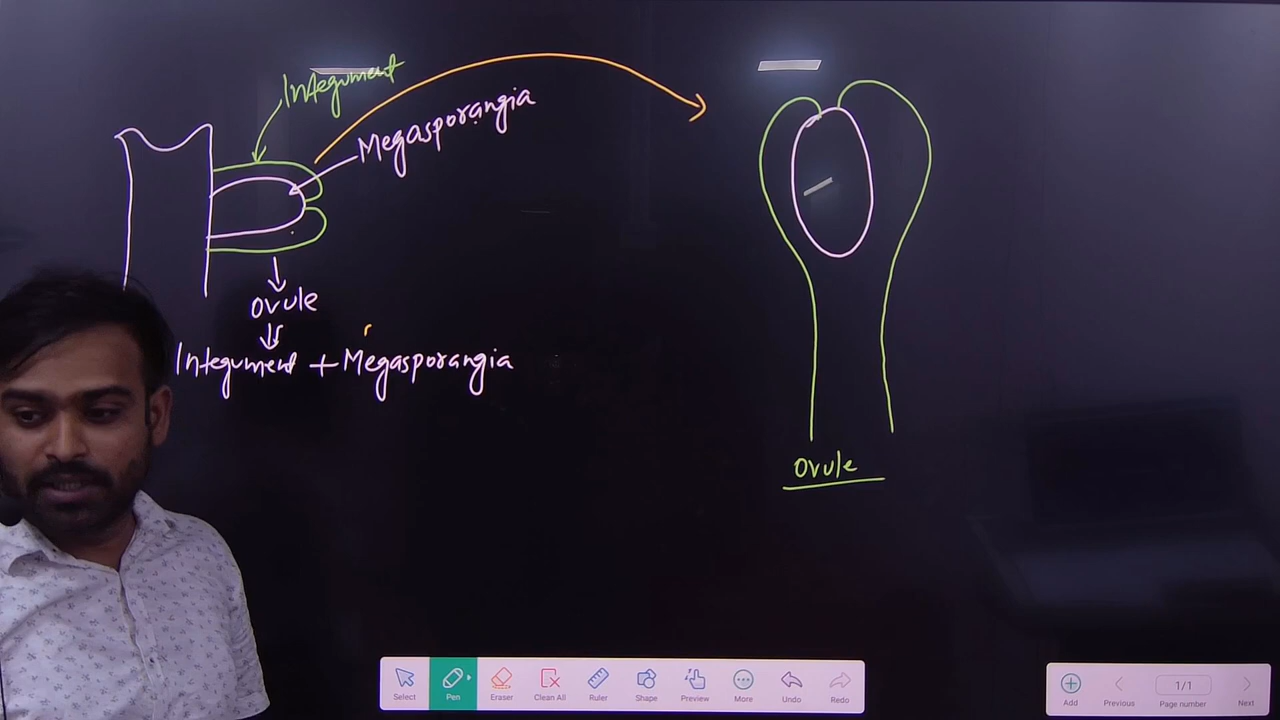 Integument
Megasporangia
Ovule
Integument + Megasporangia
Ovule
Select
Pen
Eraser
Clean All
Ruler
Shape
Preview
More
Undo
Redo
Add
Previous
1/1
Page number
Next